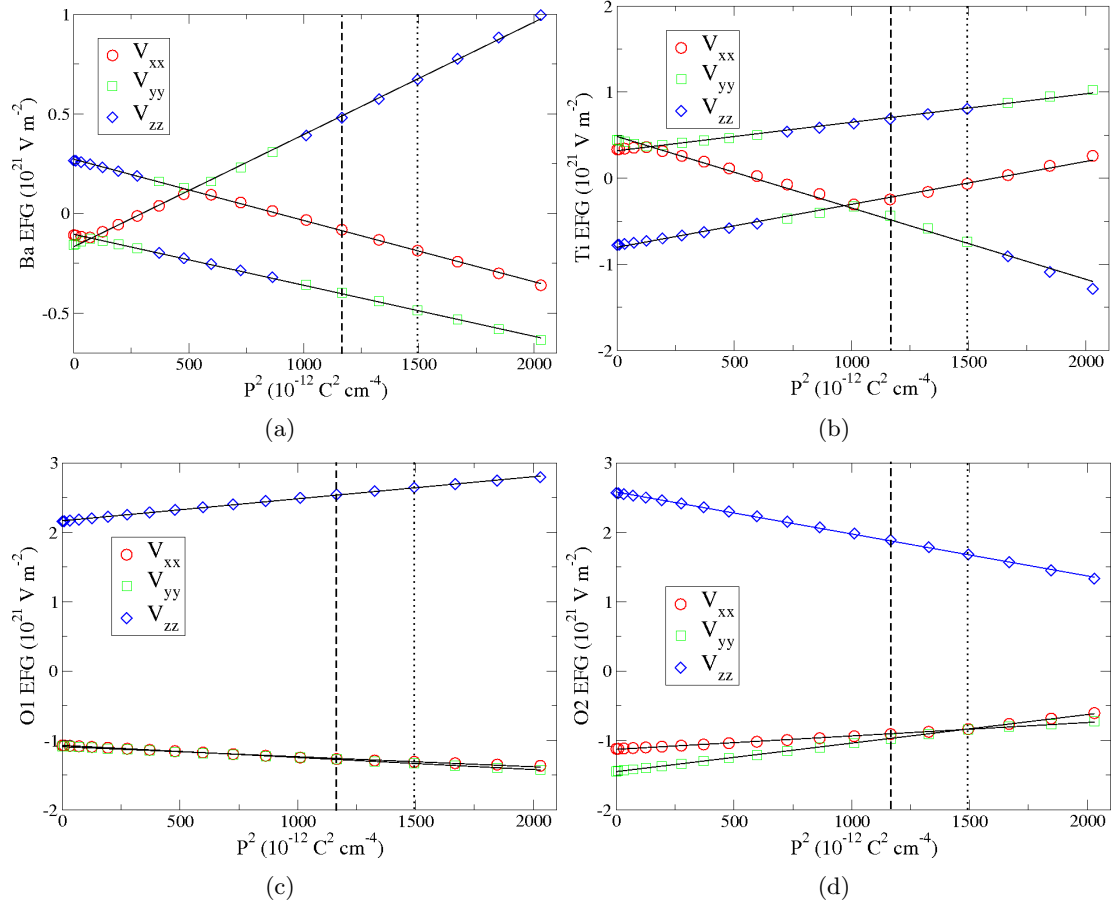 1
0.5
0
-0.5
Ba EFG (10^21 V m^-2)
V_xx
V_yy
V_zz
0 500 1000 1500 2000
P^2 (10^-12 C^2 cm^-4)
(a)
2
1
0
-1
-2
Ti EFG (10^21 V m^-2)
V_xx
V_yy
V_zz
0 500 1000 1500 2000
P^2 (10^-12 C^2 cm^-4)
(b)
3
2
1
0
-1
-2
O1 EFG (10^21 V m^-2)
V_xx
V_yy
V_zz
0 500 1000 1500 2000
P^2 (10^-12 C^2 cm^-4)
(c)
3
2
1
0
-1
-2
O2 EFG (10^21 V m^-2)
V_xx
V_yy
V_zz
0 500 1000 1500 2000
P^2 (10^-12 C^2 cm^-4)
(d)